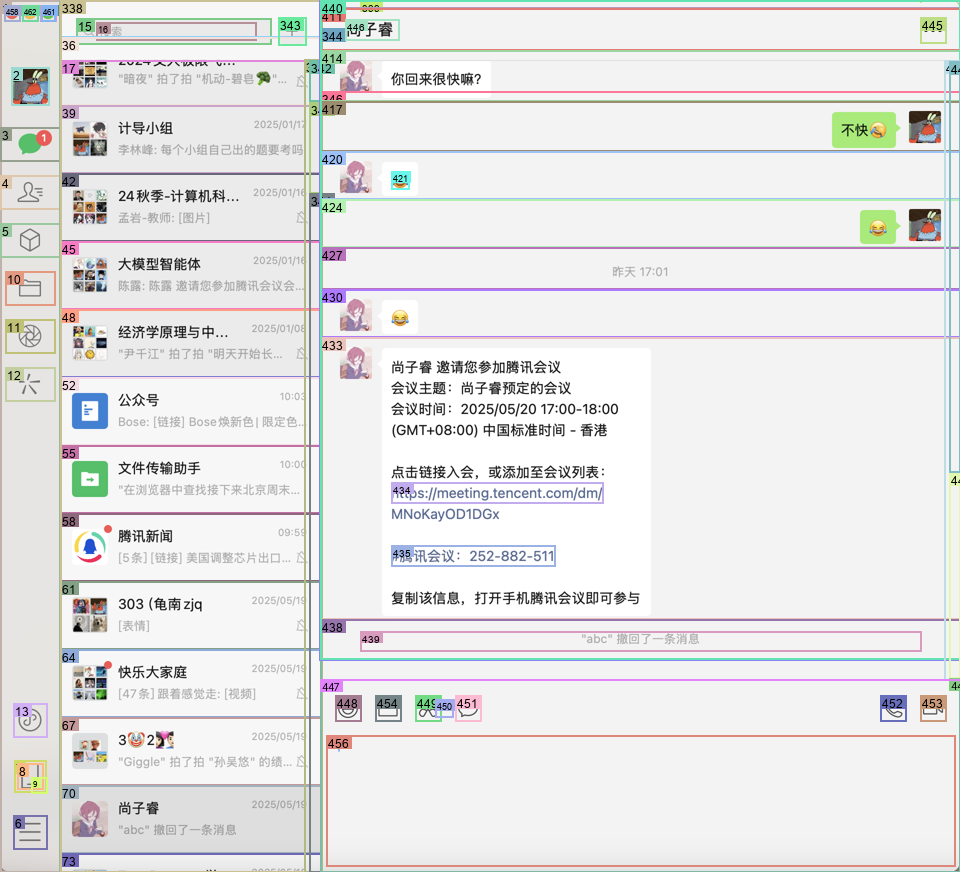 458 462 461
338
15 16 搜索
343
36
17
2024交大极限飞…
"暗夜" 拍了拍 "机动-碧皂🥦"…
2
39
计导小组
2025/01/17
李林峰: 每个小组自己出的题要考吗
3
1
4
42
24秋季-计算机科…
2025/01/16
孟岩-教师: [图片]
5
45
大模型智能体
2025/01/16
陈露: 陈露 邀请您参加腾讯会议会…
10
48
经济学原理与中…
2025/01/08
"尹千江" 拍了拍 "明天开始长…
11
12
52
公众号
10:03
Bose: [链接] Bose焕新色| 限定色…
55
文件传输助手
10:00
"在浏览器中查找接下来北京周末…
58
腾讯新闻
09:59
[5条] [链接] 美国调整芯片出口…
61
303 (龟南zjq
2025/05/19
[表情]
64
快乐大家庭
2025/05/19
[47条] 跟着感觉走: [视频]
67
3🤡2
2025/05/19
"Giggle" 拍了拍 "孙吴悠" 的绩…
13
8
9
6
70
尚子睿
2025/05/19
"abc" 撤回了一条消息
73
440
411
344
尚子睿
445
414
342
你回来很快嘛?
346
417
不快
420
421
424
427
昨天 17:01
430
433
尚子睿 邀请您参加腾讯会议
会议主题：尚子睿预定的会议
会议时间：2025/05/20 17:00-18:00
(GMT+08:00) 中国标准时间 - 香港
点击链接入会，或添加至会议列表：
434
https://meeting.tencent.com/dm/
MNoKayOD1DGx
435
#腾讯会议：252-882-511
复制该信息，打开手机腾讯会议即可参与
438
439
"abc" 撤回了一条消息
447
448 454 449 450 451 452 453
456